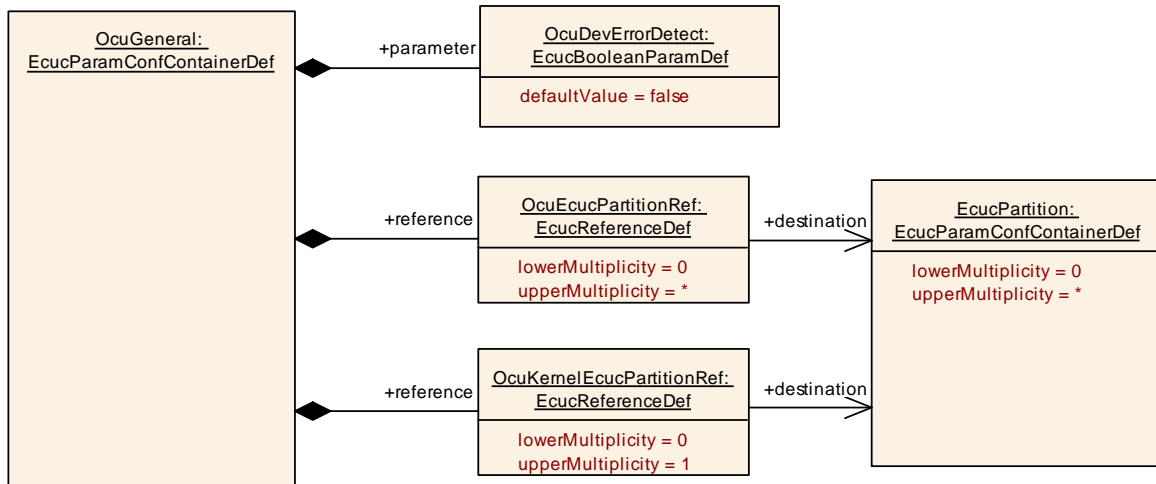 OcuGeneral:
EcucParamConfContainerDef
+parameter
OcuDevErrorDetect:
EcucBooleanParamDef
defaultValue = false
+reference
OcuEcucPartitionRef:
EcucReferenceDef
lowerMultiplicity = 0
upperMultiplicity = *
+destination
EcucPartition:
EcucParamConfContainerDef
lowerMultiplicity = 0
upperMultiplicity = *
+reference
OcuKernelEcucPartitionRef:
EcucReferenceDef
lowerMultiplicity = 0
upperMultiplicity = 1
+destination